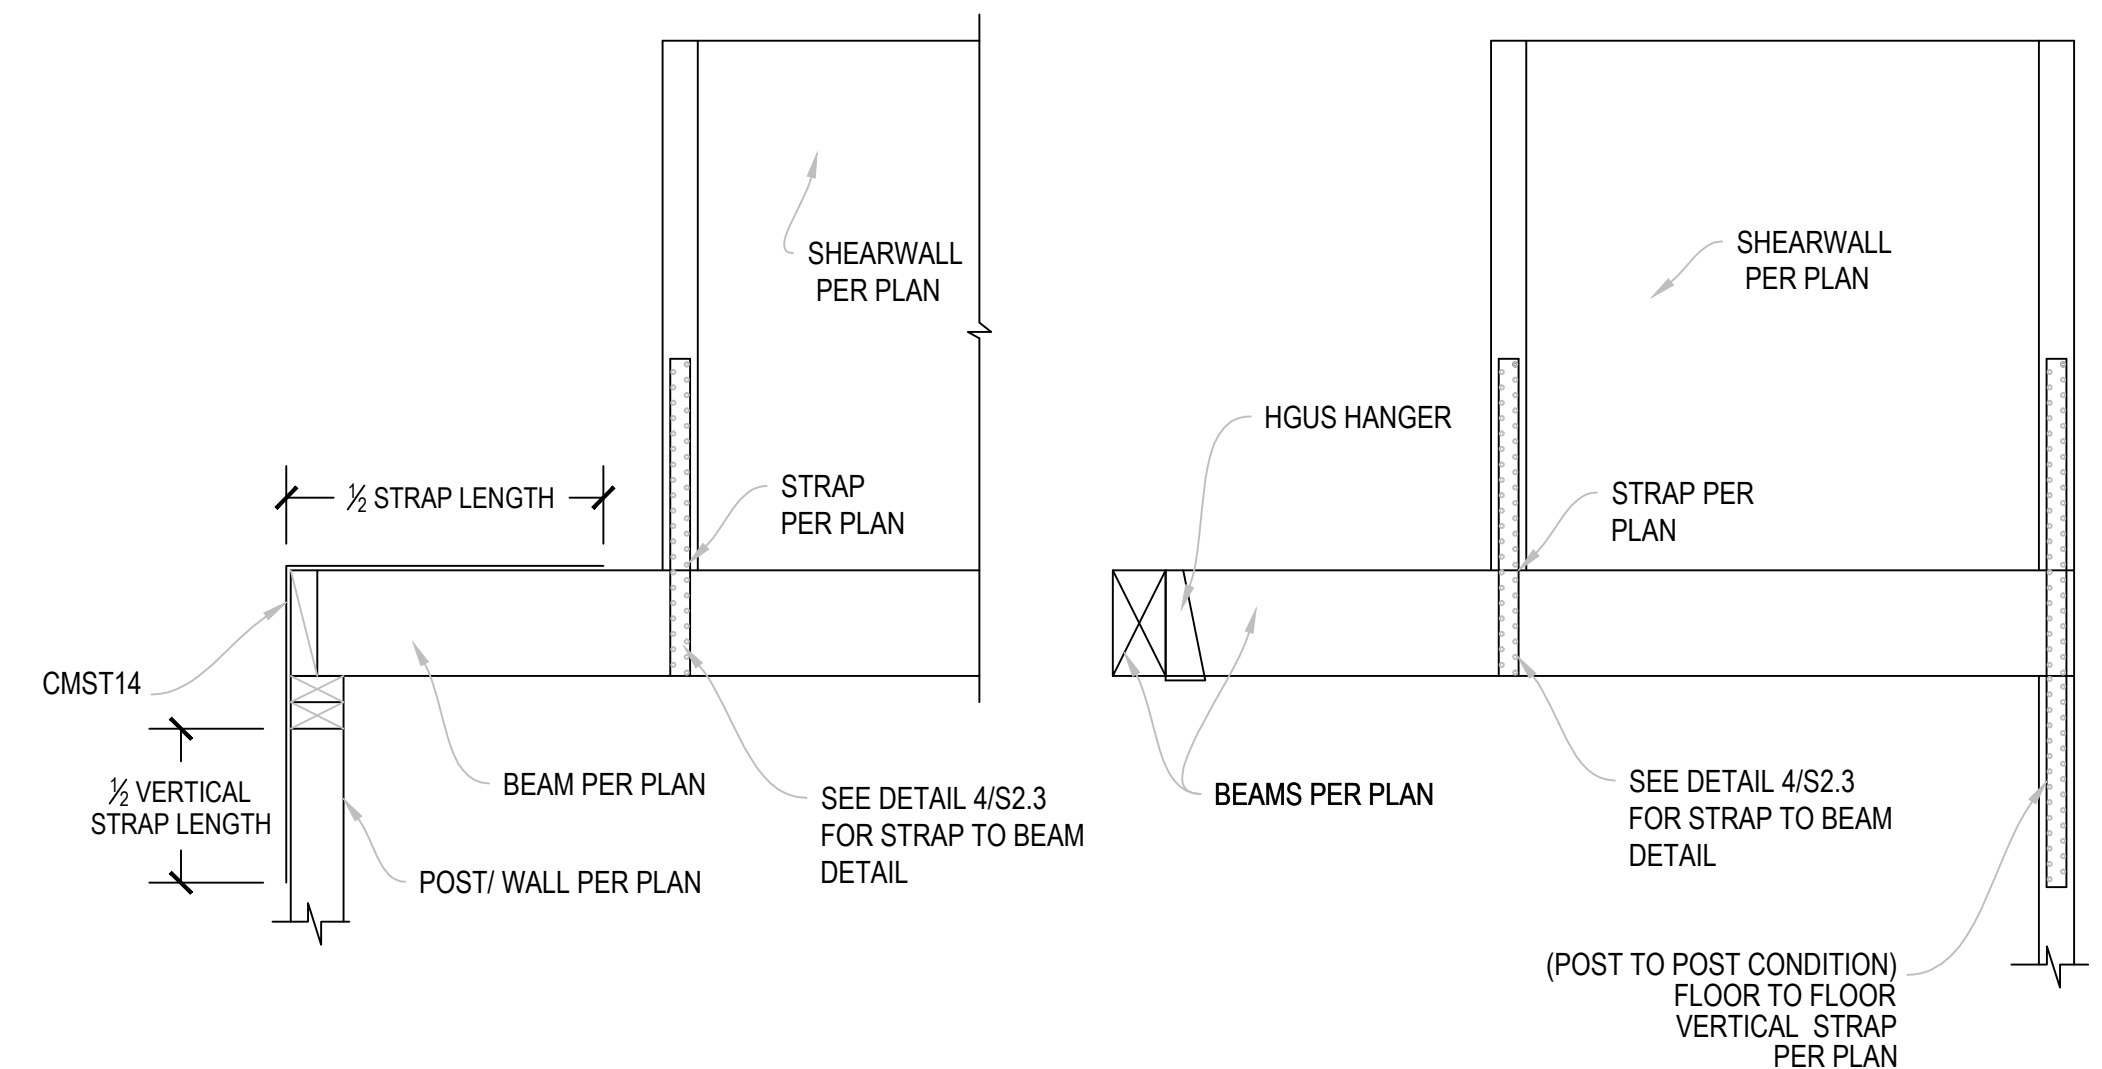 SHEARWALL
PER PLAN
½ STRAP LENGTH
STRAP
PER PLAN
CMST14
½ VERTICAL
STRAP LENGTH
BEAM PER PLAN
POST/ WALL PER PLAN
SEE DETAIL 4/S2.3
FOR STRAP TO BEAM
DETAIL
SHEARWALL
PER PLAN
HGUS HANGER
STRAP PER
PLAN
BEAMS PER PLAN
SEE DETAIL 4/S2.3
FOR STRAP TO BEAM
DETAIL
(POST TO POST CONDITION)
FLOOR TO FLOOR
VERTICAL STRAP
PER PLAN